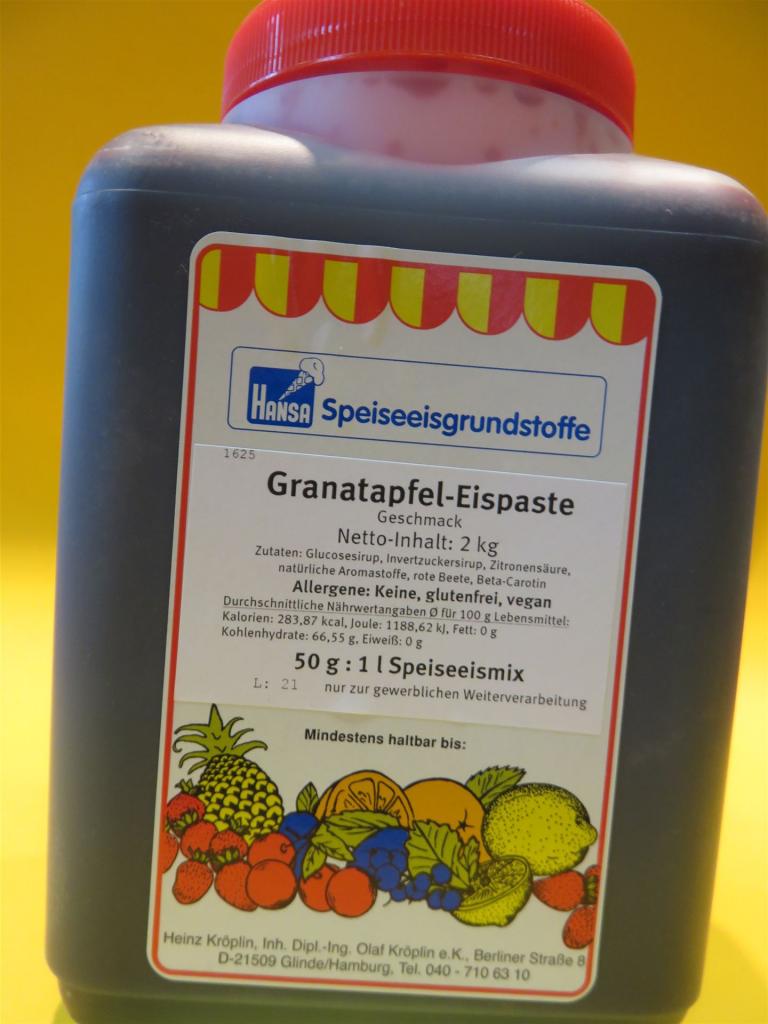 HANSA Speiseeisgrundstoffe
1625
Granatapfel-Eispaste
Geschmack
Netto-Inhalt: 2 kg
Zutaten: Glucosesirup, Invertzuckersirup, Zitronensäure,
natürliche Aromastoffe, rote Beete, Beta-Carotin
Allergene: Keine, glutenfrei, vegan
Durchschnittliche Nährwertangaben Ø für 100 g Lebensmittel:
Kalorien: 283,87 kcal, Joule: 1188,62 kJ, Fett: 0 g
Kohlenhydrate: 66,55 g, Eiweiß: 0 g
50 g : 1 l Speiseeismix
L: 21 nur zur gewerblichen Weiterverarbeitung
Mindestens haltbar bis:
Heinz Kröplin, Inh. Dipl.-Ing. Olaf Kröplin e.K., Berliner Straße 8
D-21509 Glinde/Hamburg, Tel. 040 - 710 63 10